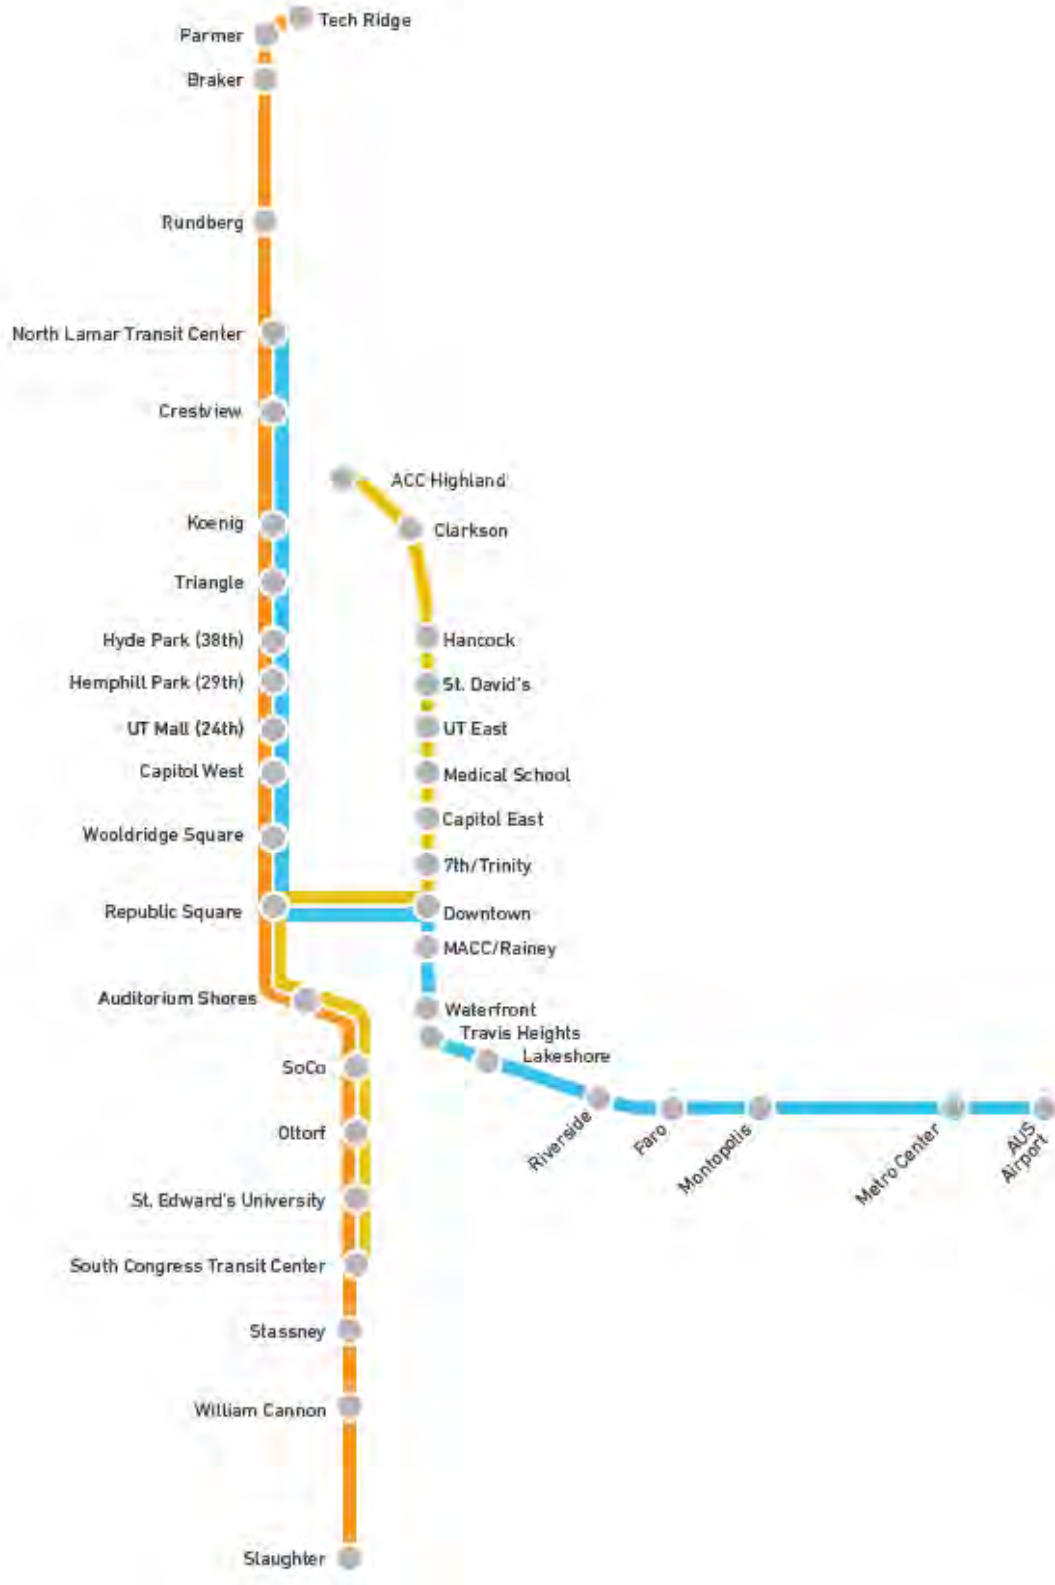 Tech Ridge
Parmer
Braker
Rundberg
North Lamar Transit Center
Crestview
ACC Highland
Koenig
Clarkson
Triangle
Hyde Park (38th)
Hancock
Hemphill Park (29th)
St. David's
UT Mall (24th)
UT East
Capitol West
Medical School
Capitol East
Wooldridge Square
7th/Trinity
Republic Square
Downtown
MACC/Rainey
Auditorium Shores
Waterfront
Travis Heights
Lakeshore
SoCo
Riverside
Faro
Montopolis
Metro Center
AUS
Airport
Oltorf
St. Edward's University
South Congress Transit Center
Stassney
William Cannon
Slaughter